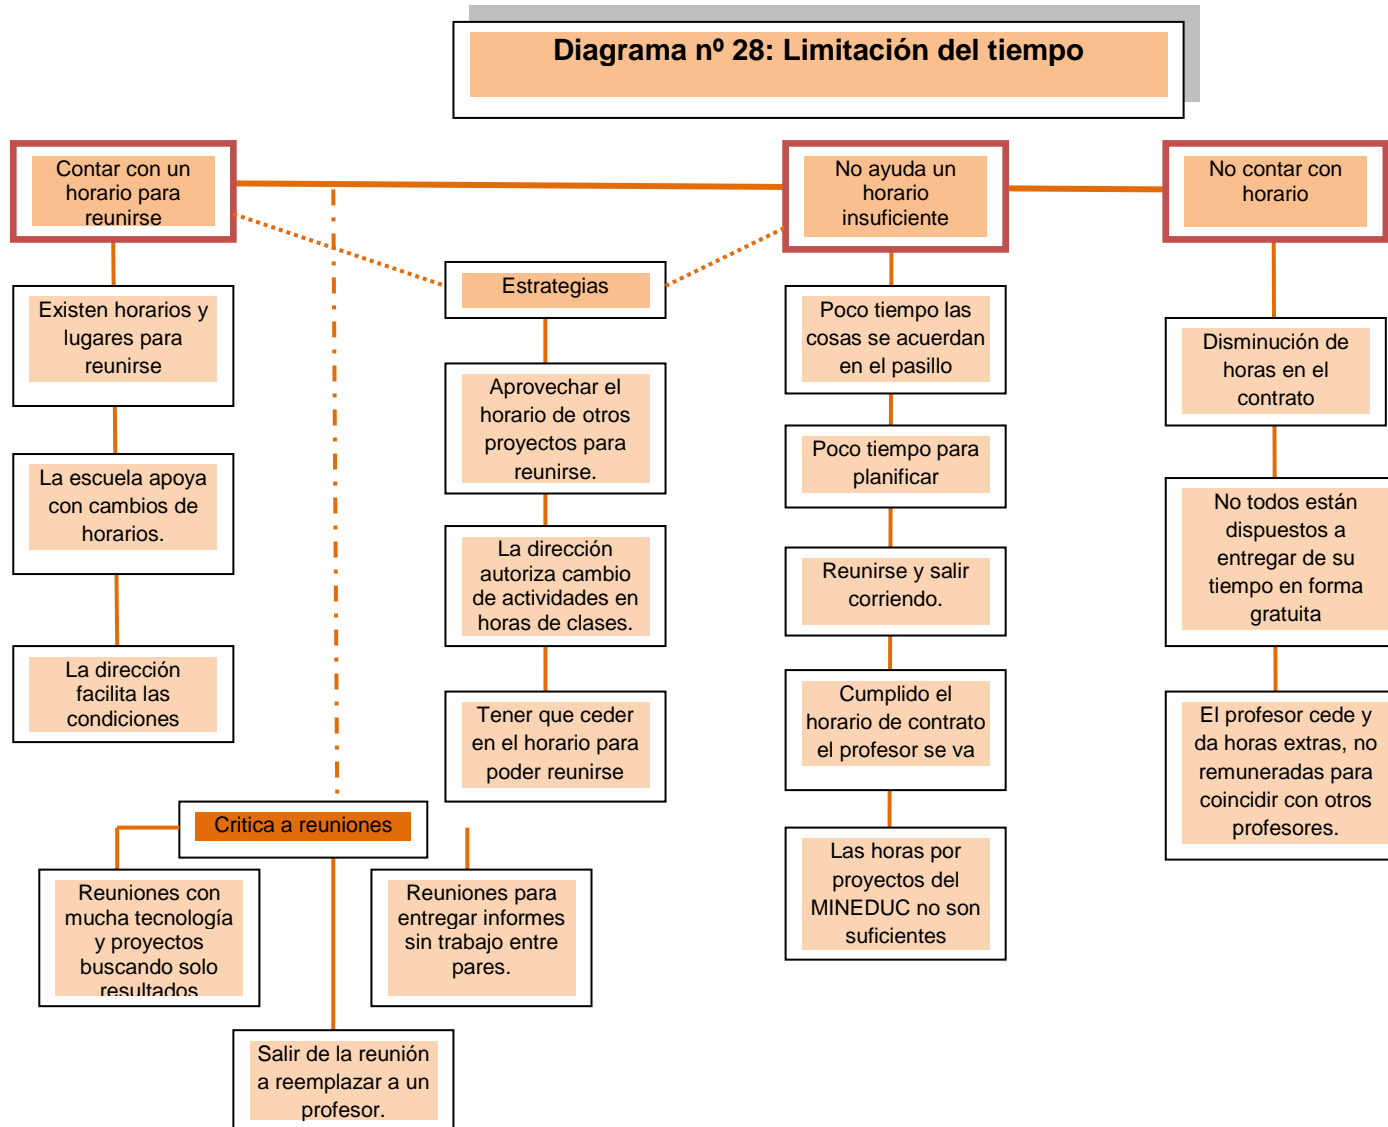 Diagrama nº 28: Limitación del tiempo
Contar con un
horario para
reunirse
No ayuda un
horario
insuficiente
No contar con
horario
Existen horarios y
lugares para
reunirse
La escuela apoya
con cambios de
horarios.
La dirección
facilita las
condiciones
Estrategias
Aprovechar el
horario de otros
proyectos para
reunirse.
La dirección
autoriza cambio
de actividades en
horas de clases.
Tener que ceder
en el horario para
poder reunirse
Poco tiempo las
cosas se acuerdan
en el pasillo
Poco tiempo para
planificar
Reunirse y salir
corriendo.
Cumplido el
horario de contrato
el profesor se va
Las horas por
proyectos del
MINEDUC no son
suficientes
Disminución de
horas en el
contrato
No todos están
dispuestos a
entregar de su
tiempo en forma
gratuita
El profesor cede y
da horas extras, no
remuneradas para
coincidir con otros
profesores.
Critica a reuniones
Reuniones con
mucha tecnología
y proyectos
buscando solo
resultados
Reuniones para
entregar informes
sin trabajo entre
pares.
Salir de la reunión
a reemplazar a un
profesor.